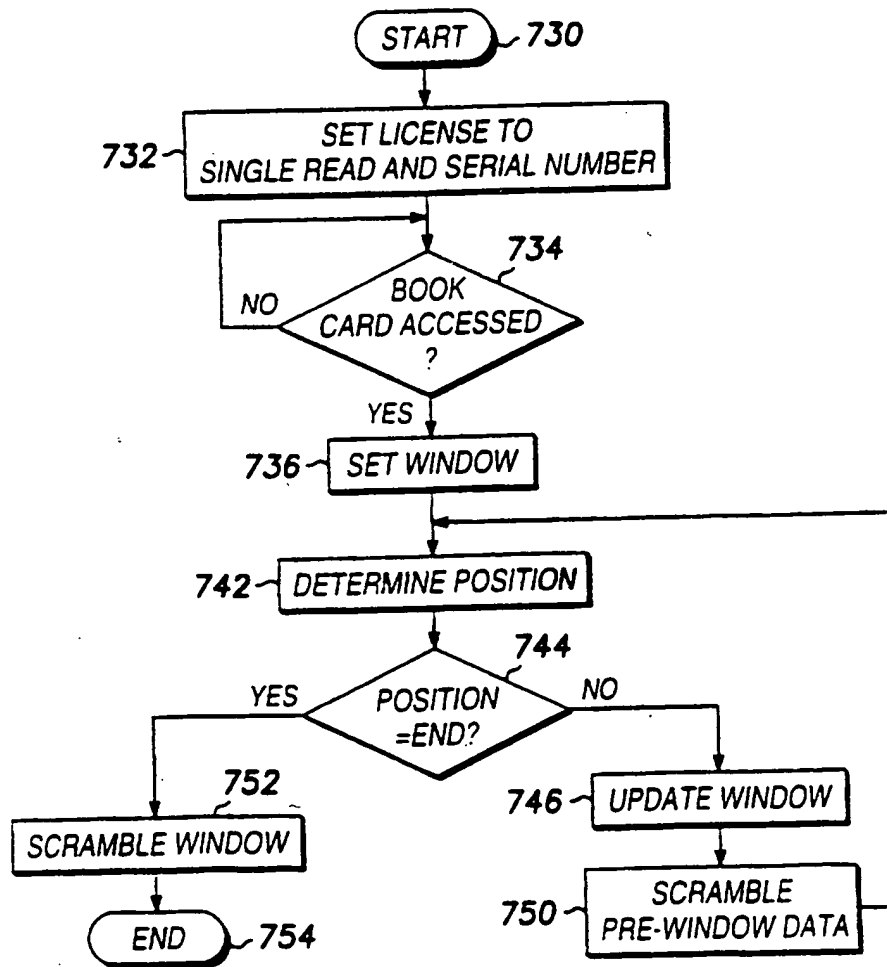 START
730
732
SET LICENSE TO
SINGLE READ AND SERIAL NUMBER
734
NO
BOOK
CARD ACCESSED
?
YES
736
SET WINDOW
742
DETERMINE POSITION
744
YES
NO
POSITION
=END?
752
SCRAMBLE WINDOW
746
UPDATE WINDOW
750
SCRAMBLE
PRE-WINDOW DATA
END
754